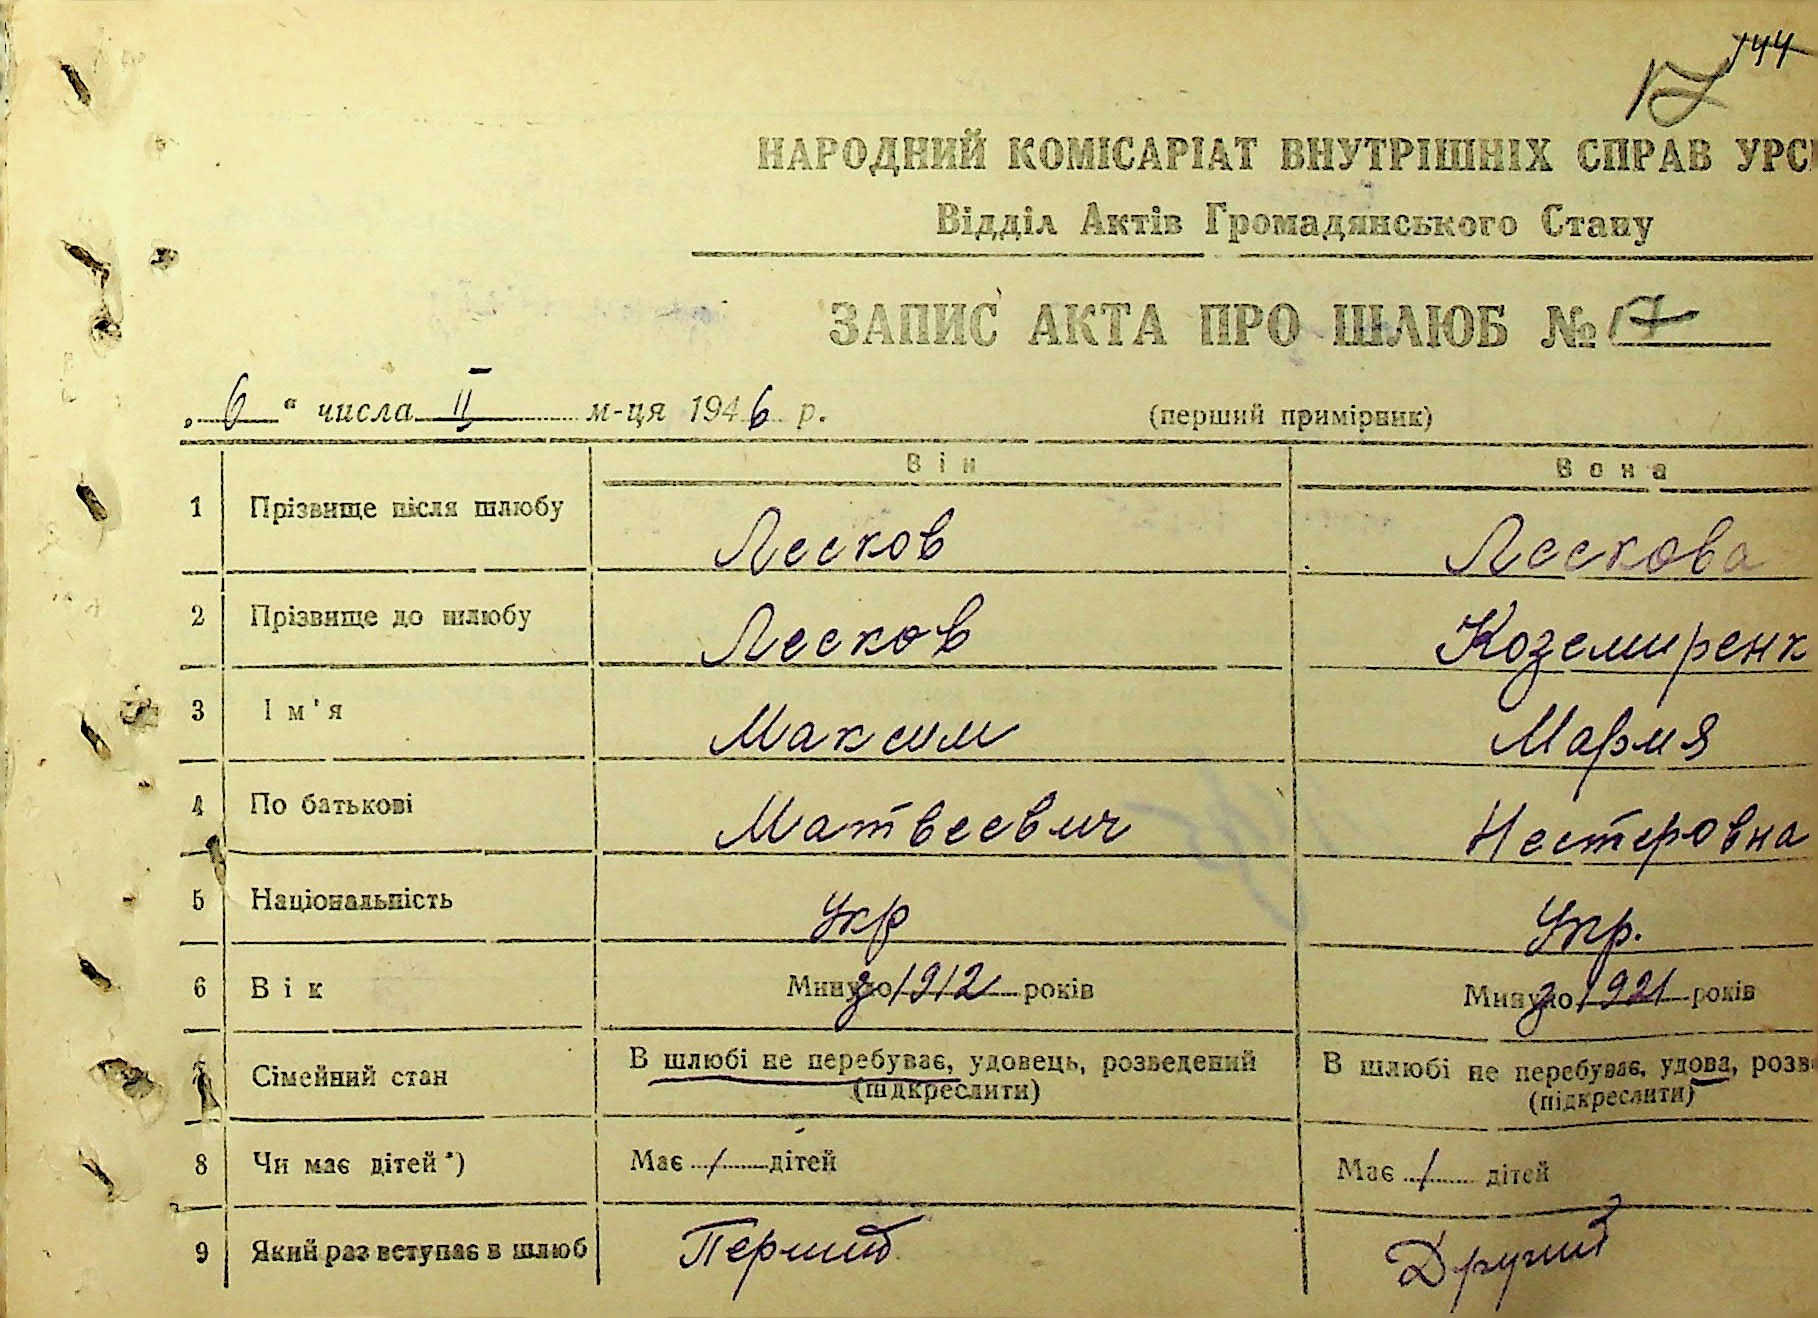 144
17
НАРОДНИЙ КОМІСАРІАТ ВНУТРІШНІХ СПРАВ УРС
Відділ Актів Громадянського Стану
ЗАПИС АКТА ПРО ШЛЮБ № 17
„ 6 “ числа II м-ця 1946 р. (перший примірник)
Він Вона
1 Прізвище після шлюбу Лесков Лескова
2 Прізвище до шлюбу Лесков Коземиренк
3 Ім'я Максим Мария
4 По батькові Матвеевич Нестеровна
5 Національність Укр Укр.
6 Вік Минуло з 1912 років Минуло з 1921 років
7 Сімейний стан В шлюбі не перебуває, удовець, розведений В шлюбі не перебуває, удова, розв
(підкреслити) (підкреслити)
8 Чи має дітей *) Має / дітей Має / дітей
9 Який раз вступає в шлюб Перший Другий